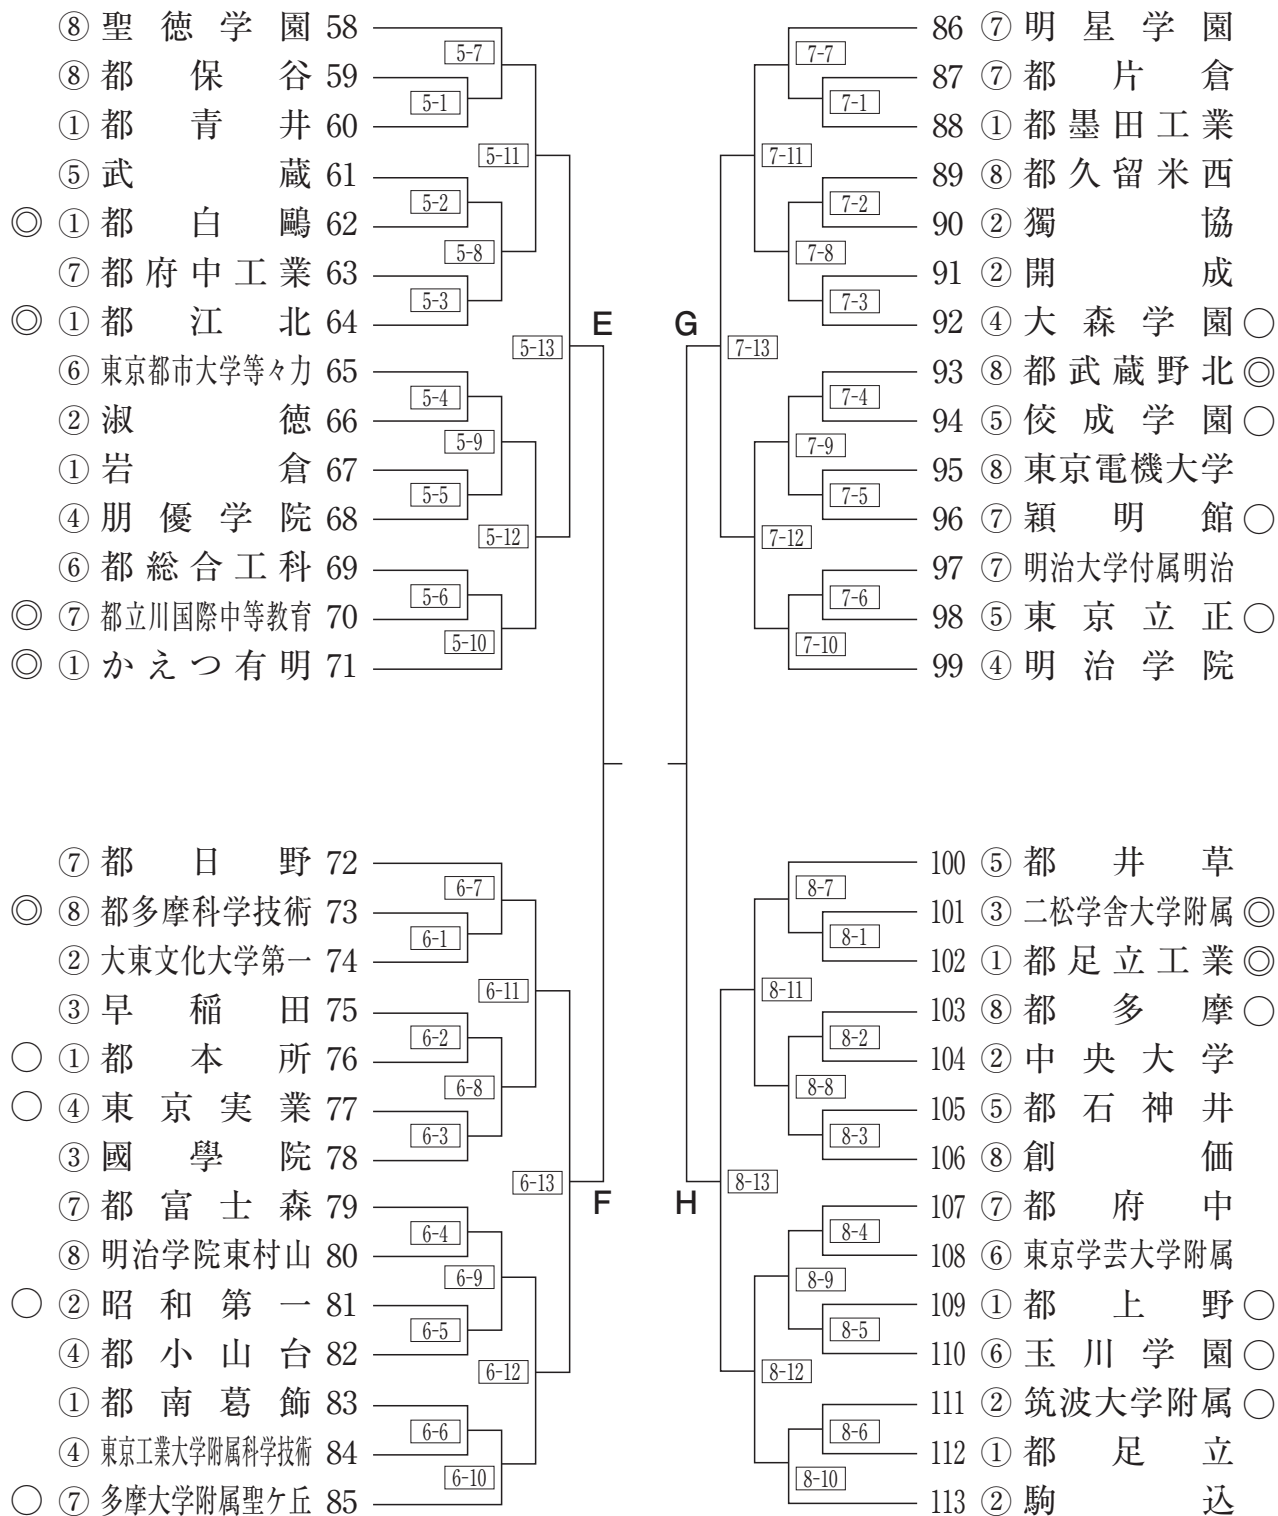 ⑧ 聖徳学園 58
5-7
⑧ 都保谷 59
5-1
① 都青井 60
5-11
⑤ 武蔵 61
5-2
◎ ① 都白鷗 62
5-8
⑦ 都府中工業 63
5-3
◎ ① 都江北 64
E
5-13
⑥ 東京都市大学等々力 65
5-4
② 淑徳 66
5-9
① 岩倉 67
5-5
④ 朋優学院 68
5-12
⑥ 都総合工科 69
5-6
◎ ⑦ 都立川国際中等教育 70
5-10
◎ ① かえつ有明 71
⑦ 都日野 72
6-7
◎ ⑧ 都多摩科学技術 73
6-1
② 大東文化大学第一 74
6-11
③ 早稲田 75
6-2
○ ① 都本所 76
6-8
○ ④ 東京実業 77
6-3
③ 國學院 78
6-13
F
⑦ 都富士森 79
6-4
⑧ 明治学院東村山 80
6-9
○ ② 昭和第一 81
6-5
④ 都小山台 82
6-12
① 都南葛飾 83
6-6
④ 東京工業大学附属科学技術 84
6-10
○ ⑦ 多摩大学附属聖ケ丘 85
86 ⑦ 明星学園
7-7
87 ⑦ 都片倉
7-1
88 ① 都墨田工業
7-11
89 ⑧ 都久留米西
7-2
90 ② 獨協
7-8
91 ② 開成
7-3
92 ④ 大森学園 ○
G
7-13
93 ⑧ 都武蔵野北 ◎
7-4
94 ⑤ 佼成学園 ○
7-9
95 ⑧ 東京電機大学
7-5
96 ⑦ 穎明館 ○
7-12
97 ⑦ 明治大学付属明治
7-6
98 ⑤ 東京立正 ○
7-10
99 ④ 明治学院
100 ⑤ 都井草
8-7
101 ③ 二松学舎大学附属 ◎
8-1
102 ① 都足立工業 ◎
8-11
103 ⑧ 都多摩 ○
8-2
104 ② 中央大学
8-8
105 ⑤ 都石神井
8-3
106 ⑧ 創価
8-13
H
107 ⑦ 都府中
8-4
108 ⑥ 東京学芸大学附属
8-9
109 ① 都上野 ○
8-5
110 ⑥ 玉川学園 ○
8-12
111 ② 筑波大学附属 ○
8-6
112 ① 都足立
8-10
113 ② 駒込